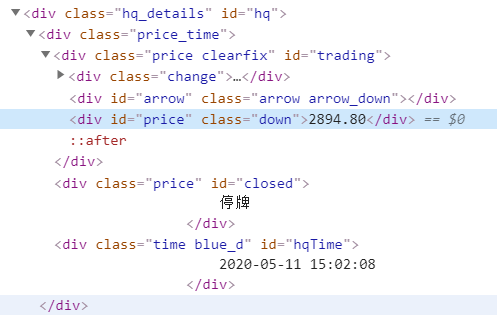 ▼<div class="hq_details" id="hq">
▼<div class="price_time">
▼<div class="price clearfix" id="trading">
▶<div class="change">…</div>
<div id="arrow" class="arrow arrow_down"></div>
<div id="price" class="down">2894.80</div> == $0
::after
</div>
<div class="price" id="closed">
停牌
</div>
<div class="time blue_d" id="hqTime">
2020-05-11 15:02:08
</div>
</div>